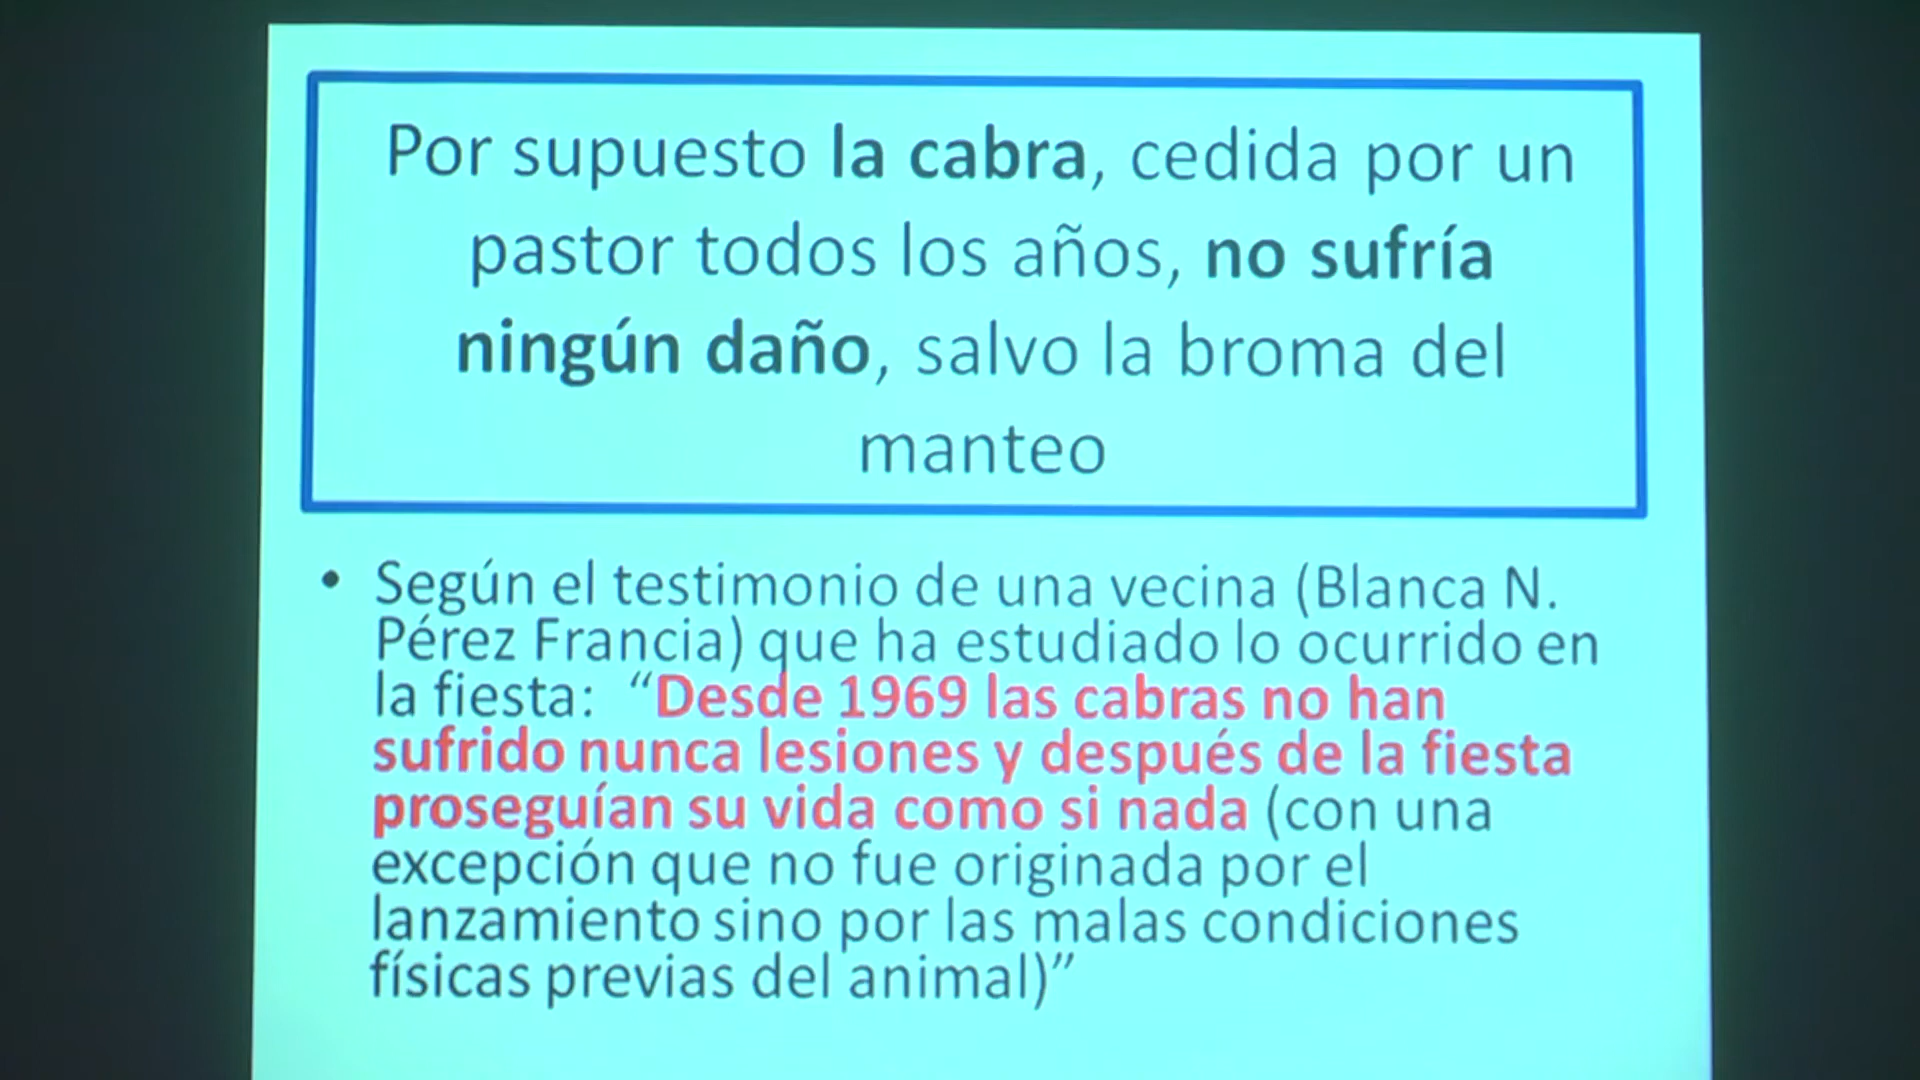 Por supuesto la cabra, cedida por un
pastor todos los años, no sufría
ningún daño, salvo la broma del
manteo
• Según el testimonio de una vecina (Blanca N.
Pérez Francia) que ha estudiado lo ocurrido en
la fiesta: “Desde 1969 las cabras no han
sufrido nunca lesiones y después de la fiesta
proseguían su vida como si nada (con una
excepción que no fue originada por el
lanzamiento sino por las malas condiciones
físicas previas del animal)”